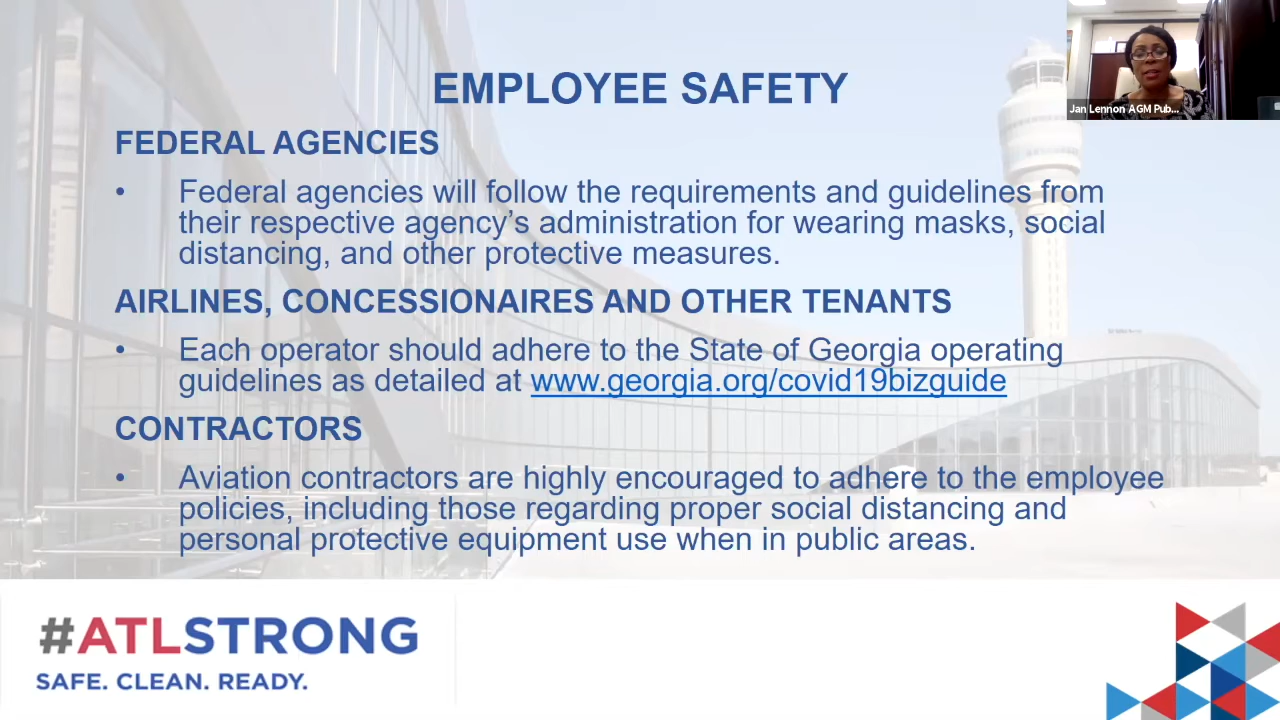 EMPLOYEE SAFETY
Jan Lennon AGM Pub...
FEDERAL AGENCIES
• Federal agencies will follow the requirements and guidelines from
their respective agency's administration for wearing masks, social
distancing, and other protective measures.
AIRLINES, CONCESSIONAIRES AND OTHER TENANTS
• Each operator should adhere to the State of Georgia operating
guidelines as detailed at www.georgia.org/covid19bizguide
CONTRACTORS
• Aviation contractors are highly encouraged to adhere to the employee
policies, including those regarding proper social distancing and
personal protective equipment use when in public areas.
#ATLSTRONG
SAFE. CLEAN. READY.